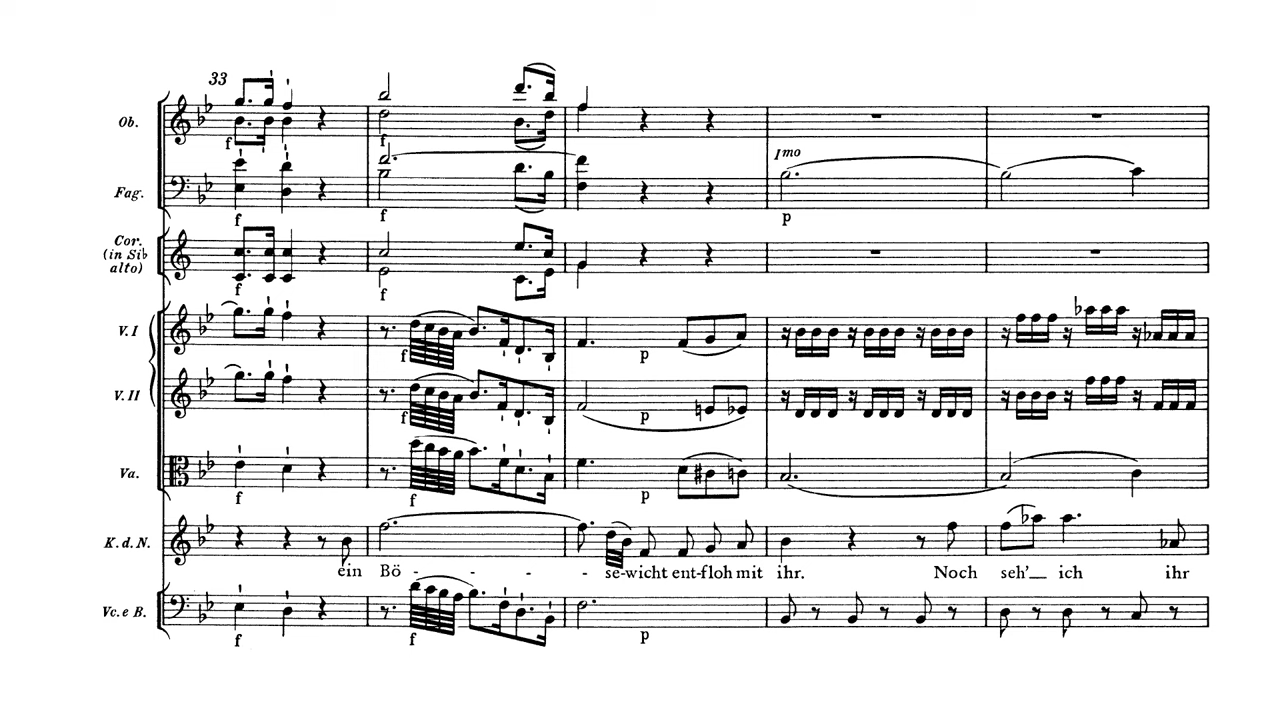 33
Ob.
f
f
Fag.
Imo
f
f
p
Cor.
(in Si♭
alto)
f
f
V. I
f
p
V. II
f
p
Va.
f
f
p
K. d. N.
ein Bö - - - - se-wicht ent-floh mit ihr. Noch seh'_ ich ihr
Vc. e B.
f
f
p